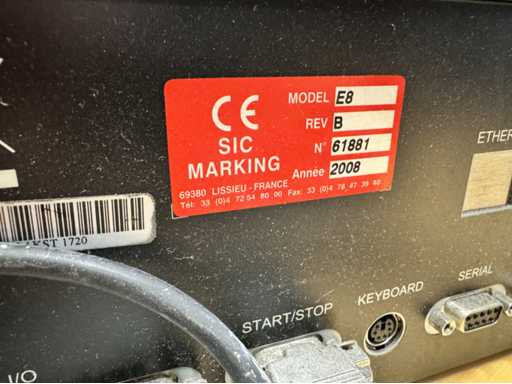 CE
SIC
MARKING
MODEL E8
REV B
N° 61881
Année 2008
69380 LISSIEU - FRANCE
Tél: 33 (0)4 72 54 80 00 Fax: 33 (0)4 78 47 39 40
ETHER
KST 1720
I/O
START/STOP
KEYBOARD
SERIAL